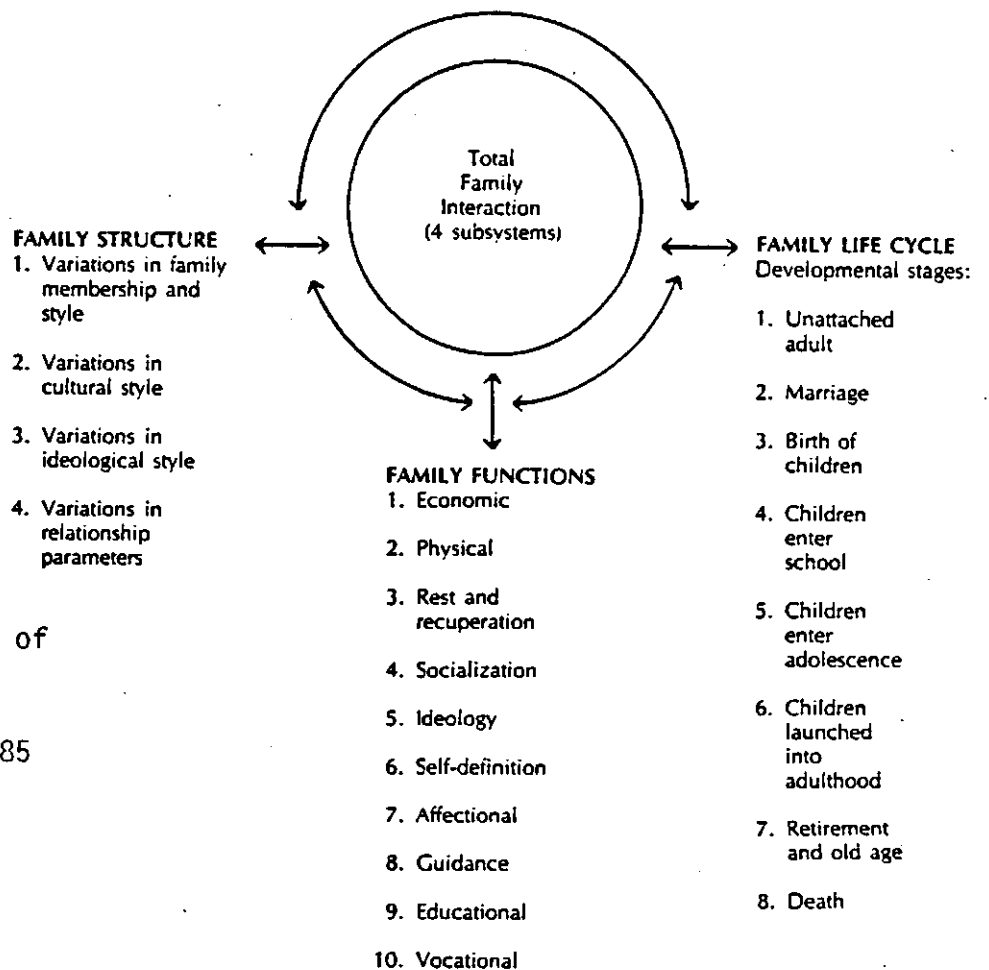 Total
Family
Interaction
(4 subsystems)
FAMILY STRUCTURE
1. Variations in family
membership and
style
2. Variations in
cultural style
3. Variations in
ideological style
4. Variations in
relationship
parameters
of
85
FAMILY FUNCTIONS
1. Economic
2. Physical
3. Rest and
recuperation
4. Socialization
5. Ideology
6. Self-definition
7. Affectional
8. Guidance
9. Educational
10. Vocational
FAMILY LIFE CYCLE
Developmental stages:
1. Unattached
adult
2. Marriage
3. Birth of
children
4. Children
enter
school
5. Children
enter
adolescence
6. Children
launched
into
adulthood
7. Retirement
and old age
8. Death